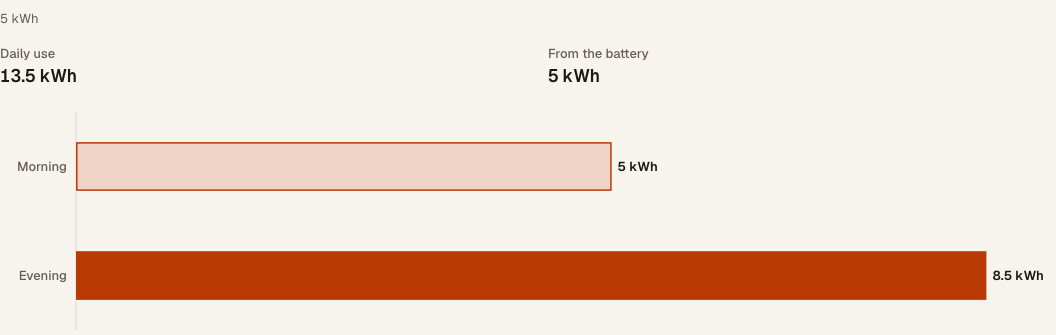 5 kWh
Daily use
13.5 kWh
From the battery
5 kWh
Morning
5 kWh
Evening
8.5 kWh